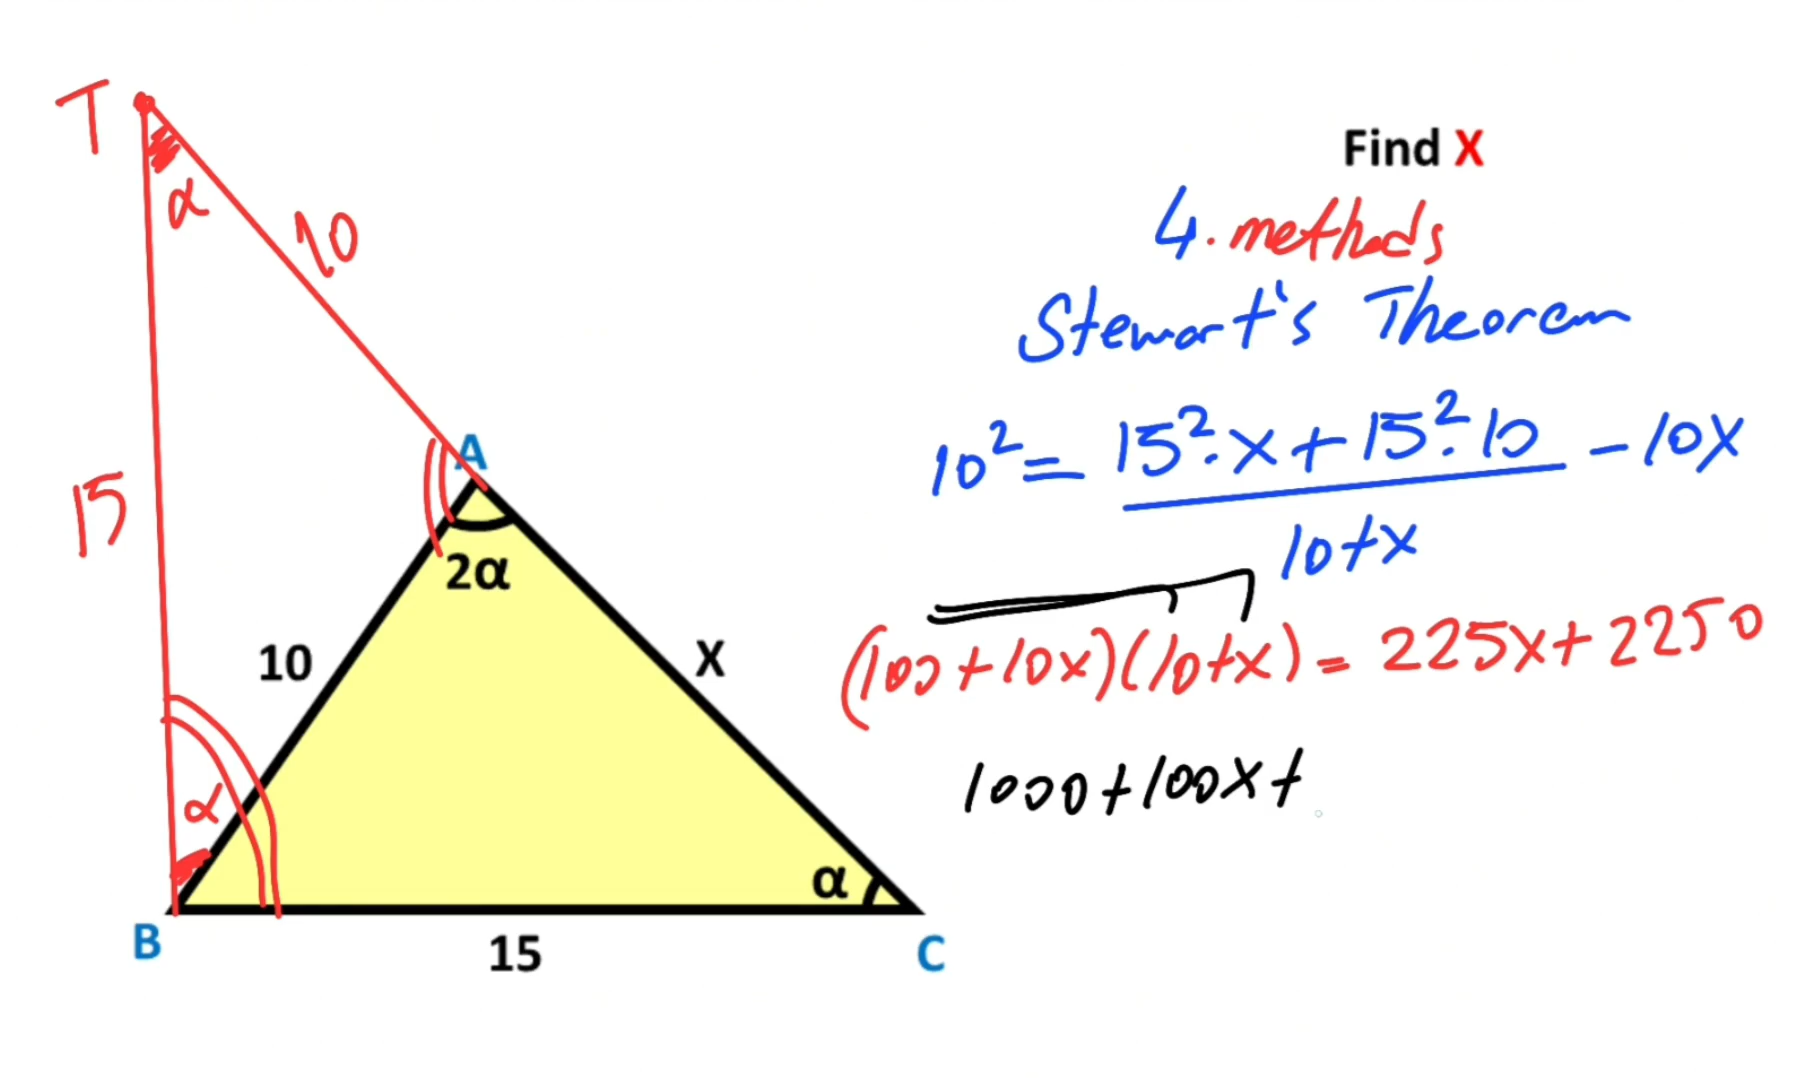 Find X
4. methods
Stewart's Theorem
10² = 15².x + 15².10 / 10+x - 10x
(100+10x)(10+x) = 225x + 2250
1000 + 100x +
T
α
10
15
A
2α
10
X
α
α
B
15
C